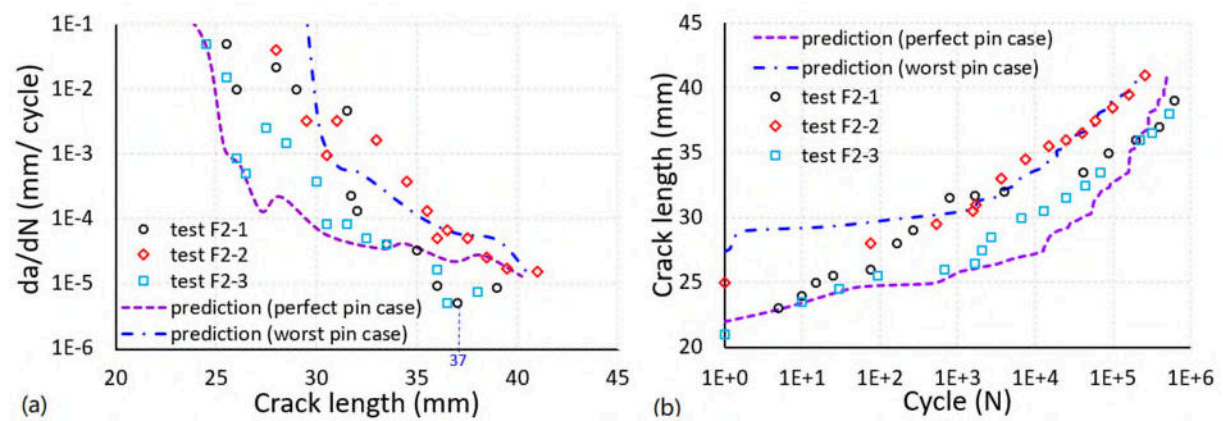 1E-1
1E-2
1E-3
1E-4
1E-5
1E-6
da/dN (mm/ cycle)
test F2-1
test F2-2
test F2-3
prediction (perfect pin case)
prediction (worst pin case)
37
20 25 30 35 40 45
(a) Crack length (mm)
45
40
35
30
25
20
Crack length (mm)
prediction (perfect pin case)
prediction (worst pin case)
test F2-1
test F2-2
test F2-3
1E+0 1E+1 1E+2 1E+3 1E+4 1E+5 1E+6
(b) Cycle (N)